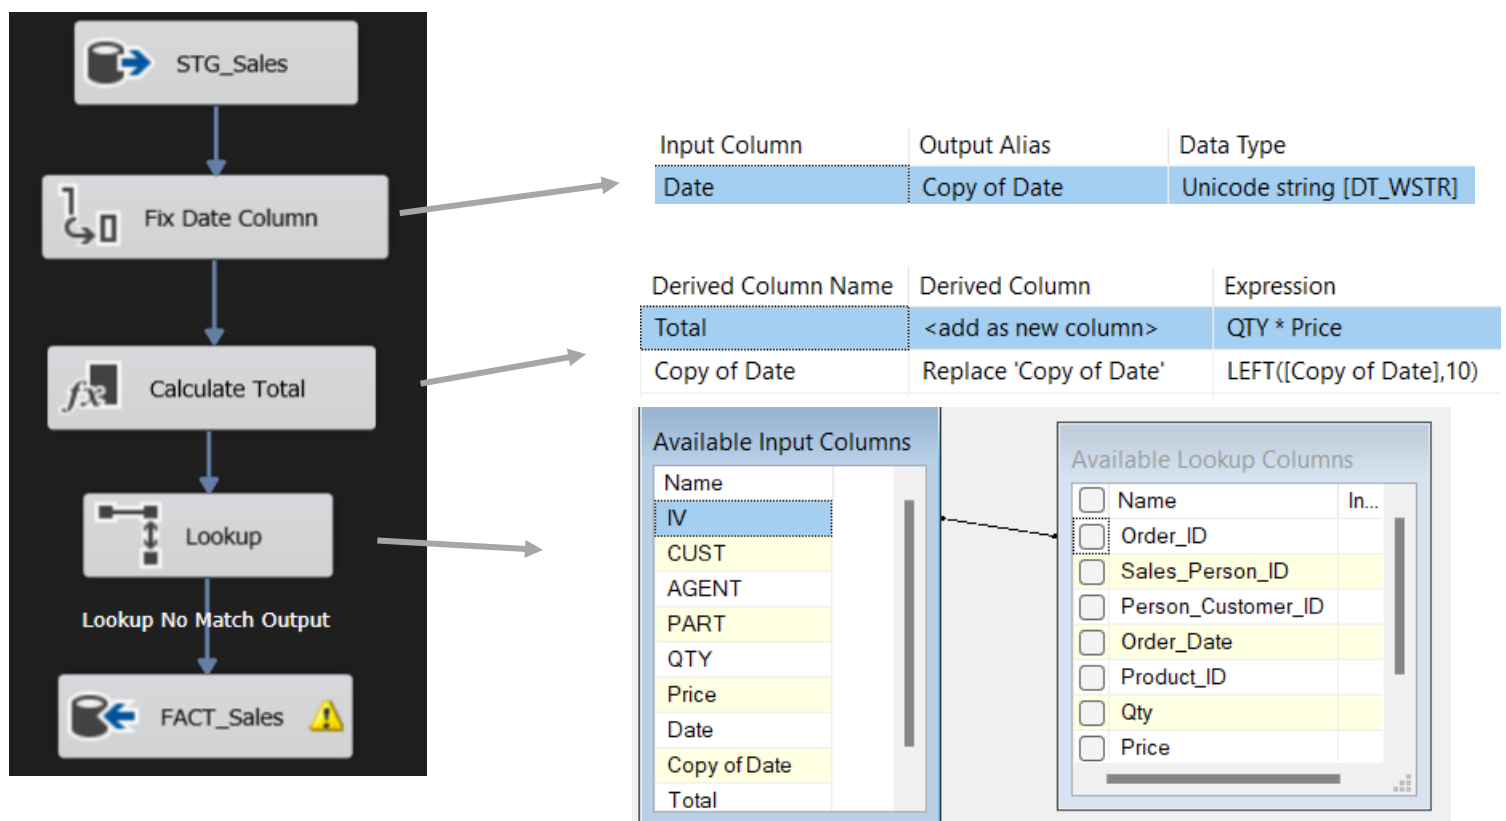 STG_Sales
Fix Date Column
Calculate Total
Lookup
Lookup No Match Output
FACT_Sales
Input Column Output Alias Data Type
Date Copy of Date Unicode string [DT_WSTR]
Derived Column Name Derived Column Expression
Total <add as new column> QTY * Price
Copy of Date Replace 'Copy of Date' LEFT([Copy of Date],10)
Available Input Columns
Name
IV
CUST
AGENT
PART
QTY
Price
Date
Copy of Date
Total
Available Lookup Columns
Name In...
Order_ID
Sales_Person_ID
Person_Customer_ID
Order_Date
Product_ID
Qty
Price